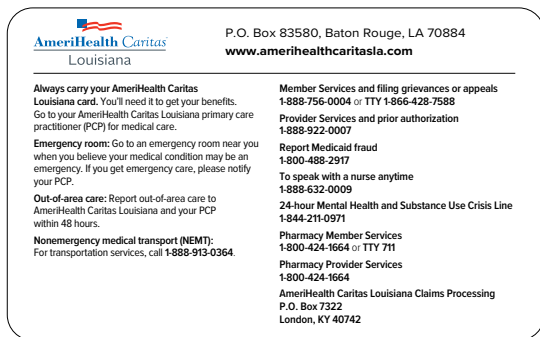 AmeriHealth Caritas
Louisiana
P.O. Box 83580, Baton Rouge, LA 70884
www.amerihealthcaritasla.com
Always carry your AmeriHealth Caritas
Louisiana card. You'll need it to get your benefits.
Go to your AmeriHealth Caritas Louisiana primary care
practitioner (PCP) for medical care.
Emergency room: Go to an emergency room near you
when you believe your medical condition may be an
emergency. If you get emergency care, please notify
your PCP.
Out-of-area care: Report out-of-area care to
AmeriHealth Caritas Louisiana and your PCP
within 48 hours.
Nonemergency medical transport (NEMT):
For transportation services, call 1-888-913-0364.
Member Services and filing grievances or appeals
1-888-756-0004 or TTY 1-866-428-7588
Provider Services and prior authorization
1-888-922-0007
Report Medicaid fraud
1-800-488-2917
To speak with a nurse anytime
1-888-632-0009
24-hour Mental Health and Substance Use Crisis Line
1-844-211-0971
Pharmacy Member Services
1-800-424-1664 or TTY 711
Pharmacy Provider Services
1-800-424-1664
AmeriHealth Caritas Louisiana Claims Processing
P.O. Box 7322
London, KY 40742